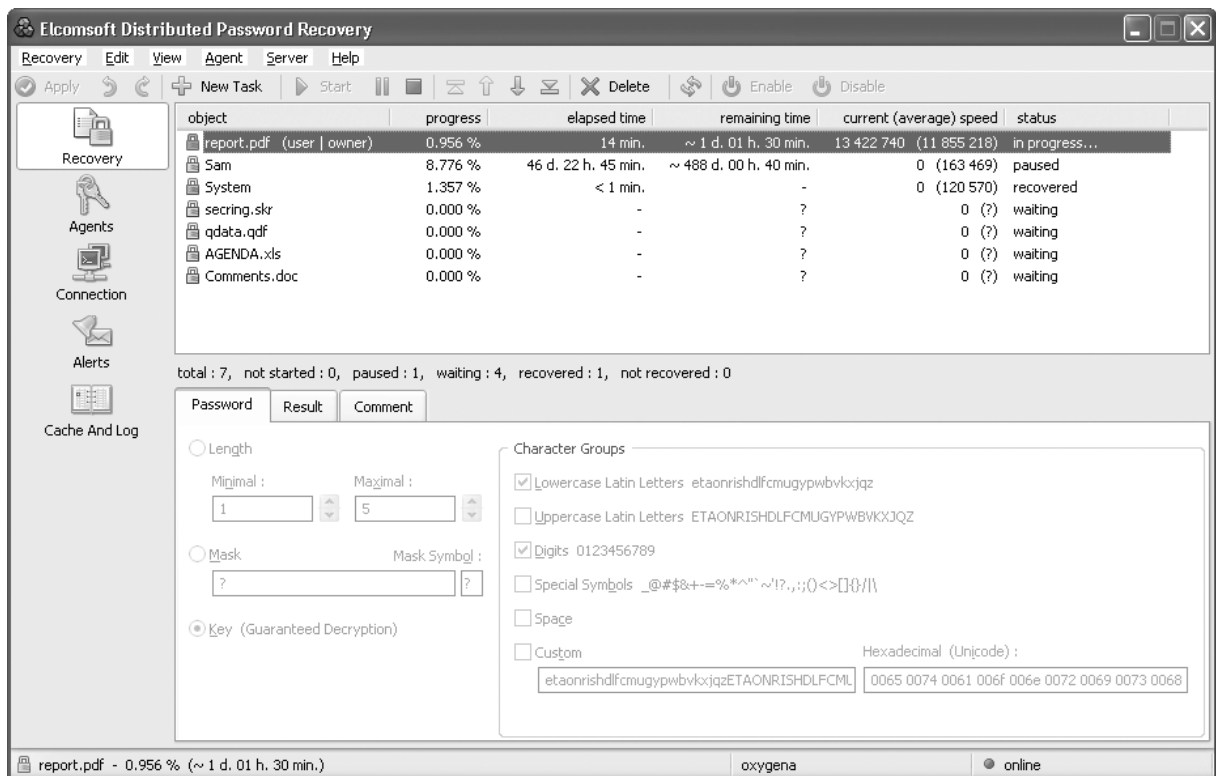 Elcomsoft Distributed Password Recovery
Recovery Edit View Agent Server Help
Apply New Task Start Delete Enable Disable
Recovery
Agents
Connection
Alerts
Cache And Log
object progress elapsed time remaining time current (average) speed status
report.pdf (user | owner) 0.956 % 14 min. ~ 1 d. 01 h. 30 min. 13 422 740 (11 855 218) in progress...
Sam 8.776 % 46 d. 22 h. 45 min. ~ 488 d. 00 h. 40 min. 0 (163 469) paused
System 1.357 % < 1 min. - 0 (120 570) recovered
secring.skr 0.000 % - ? 0 (?) waiting
qdata.qdf 0.000 % - ? 0 (?) waiting
AGENDA.xls 0.000 % - ? 0 (?) waiting
Comments.doc 0.000 % - ? 0 (?) waiting
total : 7, not started : 0, paused : 1, waiting : 4, recovered : 1, not recovered : 0
Password Result Comment
Length
Minimal : Maximal :
1 5
Mask Mask Symbol :
? ?
Key (Guaranteed Decryption)
Character Groups
Lowercase Latin Letters etaonrishdlfcmugypwbvkxjqz
Uppercase Latin Letters ETAONRISHDLFCMUGYPWBVKXJQZ
Digits 0123456789
Special Symbols _@#$&+-=%*^"`~'!?.,:;()<>[]{}/|\
Space
Custom Hexadecimal (Unicode) :
etaonrishdlfcmugypwbvkxjqzETAONRISHDLFCMU 0065 0074 0061 006f 006e 0072 0069 0073 0068
report.pdf - 0.956 % (~ 1 d. 01 h. 30 min.) oxygena online